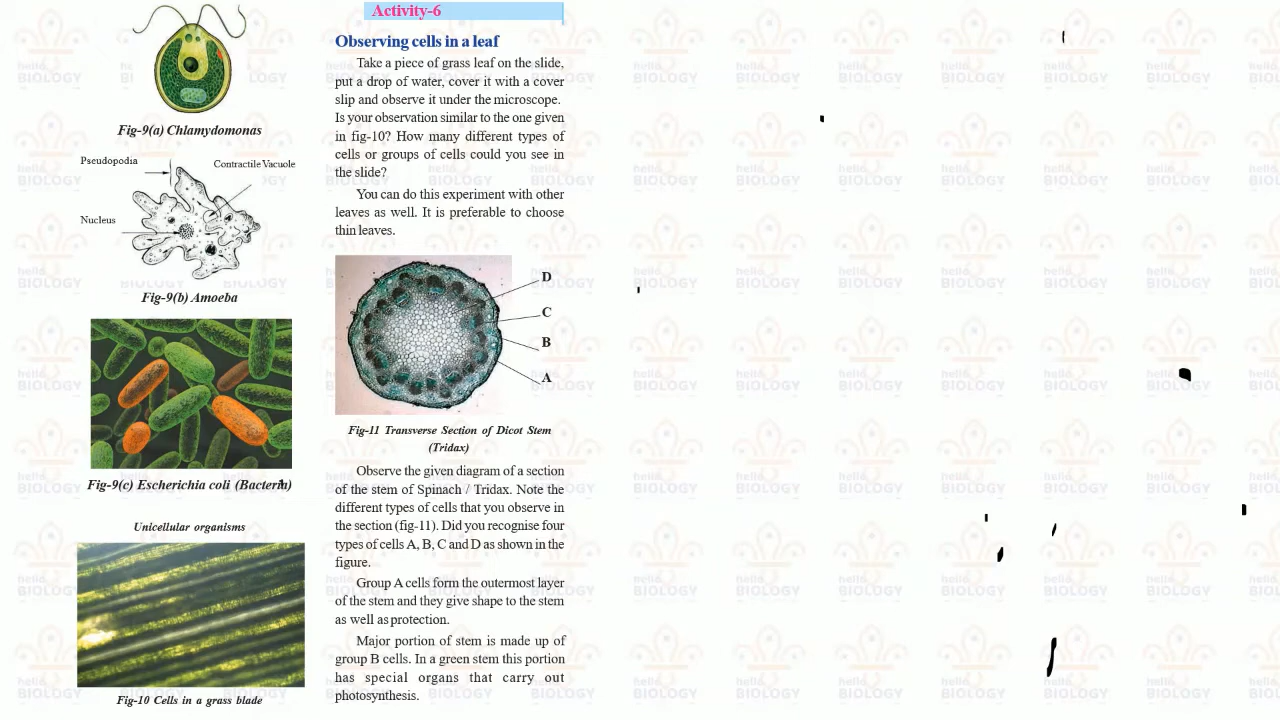 Fig-9(a) Chlamydomonas
Pseudopodia
Contractile Vacuole
Nucleus
Fig-9(b) Amoeba
Fig-9(c) Escherichia coli (Bacteria)
Unicellular organisms
Fig-10 Cells in a grass blade
Activity-6
Observing cells in a leaf
Take a piece of grass leaf on the slide,
put a drop of water, cover it with a cover
slip and observe it under the microscope.
Is your observation similar to the one given
in fig-10? How many different types of
cells or groups of cells could you see in
the slide?
You can do this experiment with other
leaves as well. It is preferable to choose
thin leaves.
D
C
B
A
Fig-11 Transverse Section of Dicot Stem
(Tridax)
Observe the given diagram of a section
of the stem of Spinach / Tridax. Note the
different types of cells that you observe in
the section (fig-11). Did you recognise four
types of cells A, B, C and D as shown in the
figure.
Group A cells form the outermost layer
of the stem and they give shape to the stem
as well as protection.
Major portion of stem is made up of
group B cells. In a green stem this portion
has special organs that carry out
photosynthesis.
hello BIOLOGY